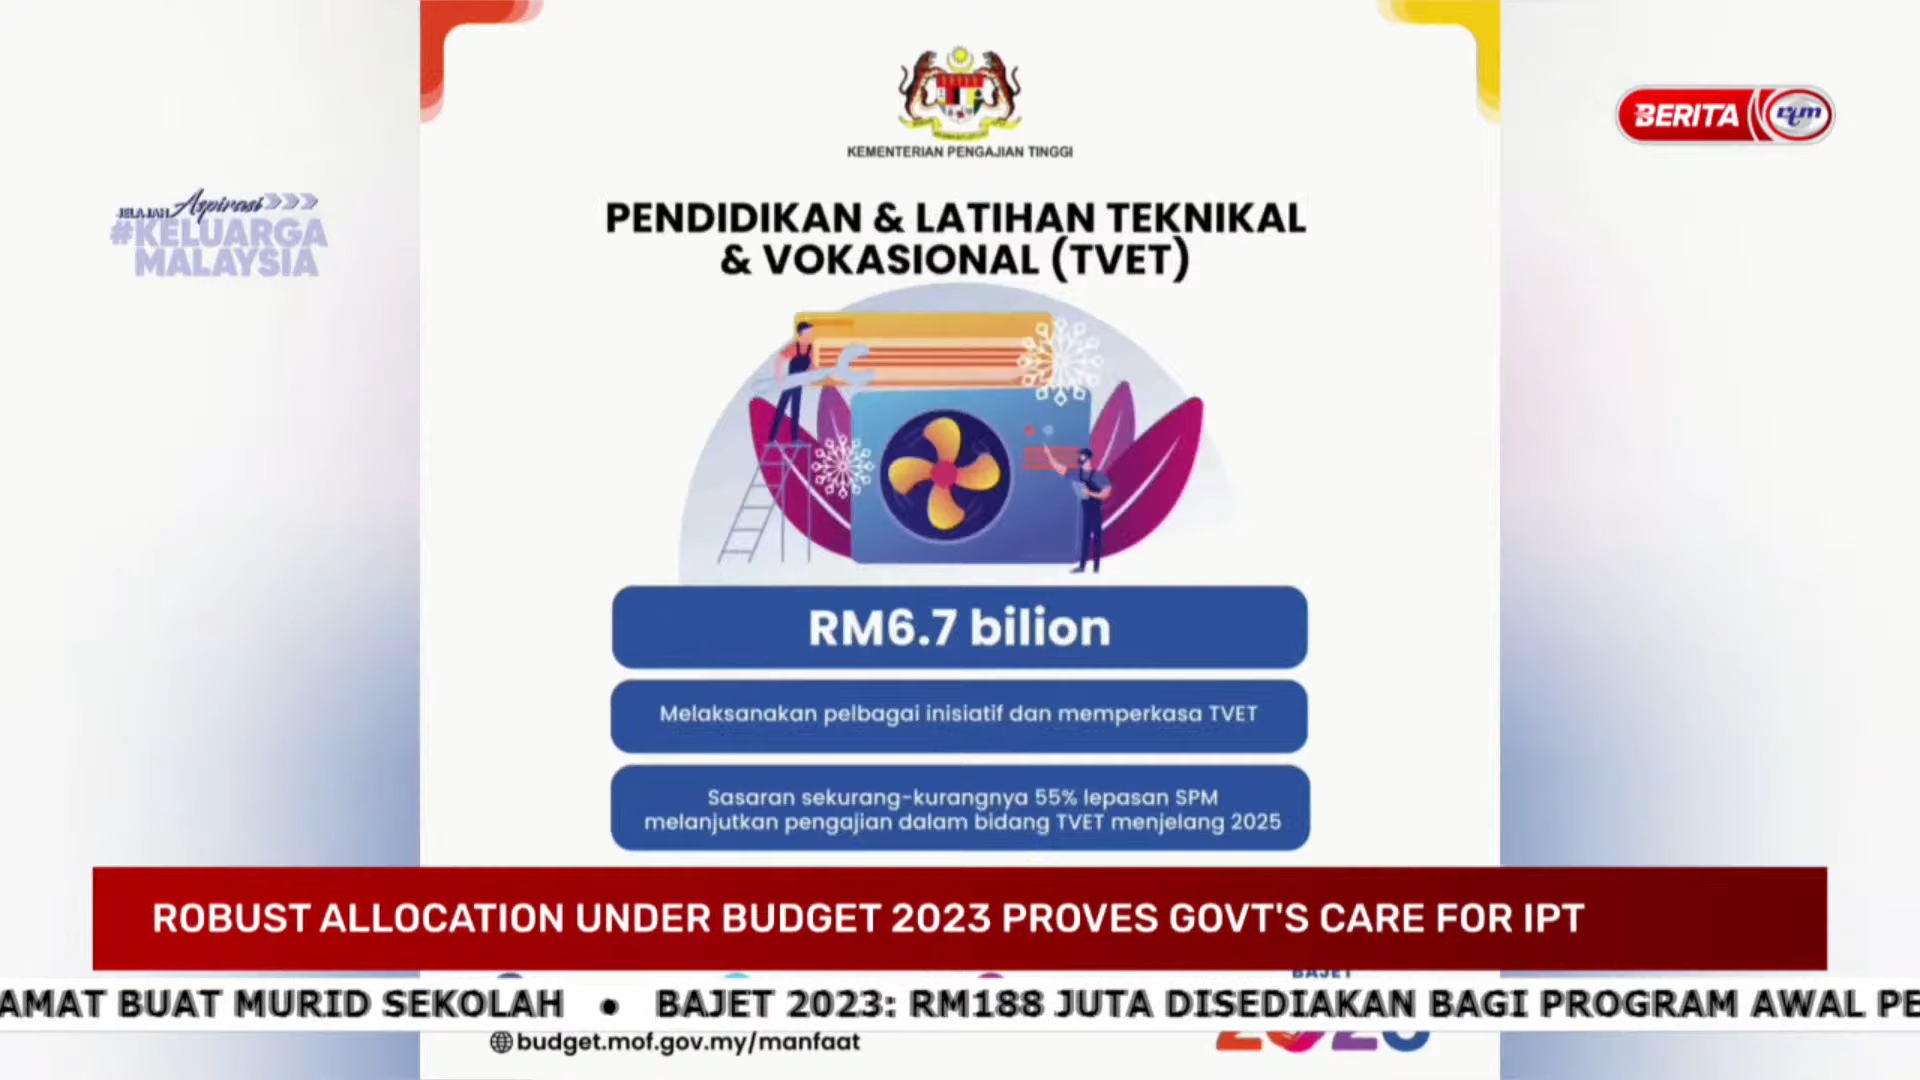 KEMENTERIAN PENGAJIAN TINGGI
BERITA rtm
JELAJAH Aspirasi
#KELUARGA
MALAYSIA
PENDIDIKAN & LATIHAN TEKNIKAL
& VOKASIONAL (TVET)
RM6.7 bilion
Melaksanakan pelbagai inisiatif dan memperkasa TVET
Sasaran sekurang-kurangnya 55% lepasan SPM
melanjutkan pengajian dalam bidang TVET menjelang 2025
ROBUST ALLOCATION UNDER BUDGET 2023 PROVES GOVT'S CARE FOR IPT
BAJET
AMAT BUAT MURID SEKOLAH • BAJET 2023: RM188 JUTA DISEDIAKAN BAGI PROGRAM AWAL PE
budget.mof.gov.my/manfaat
2023